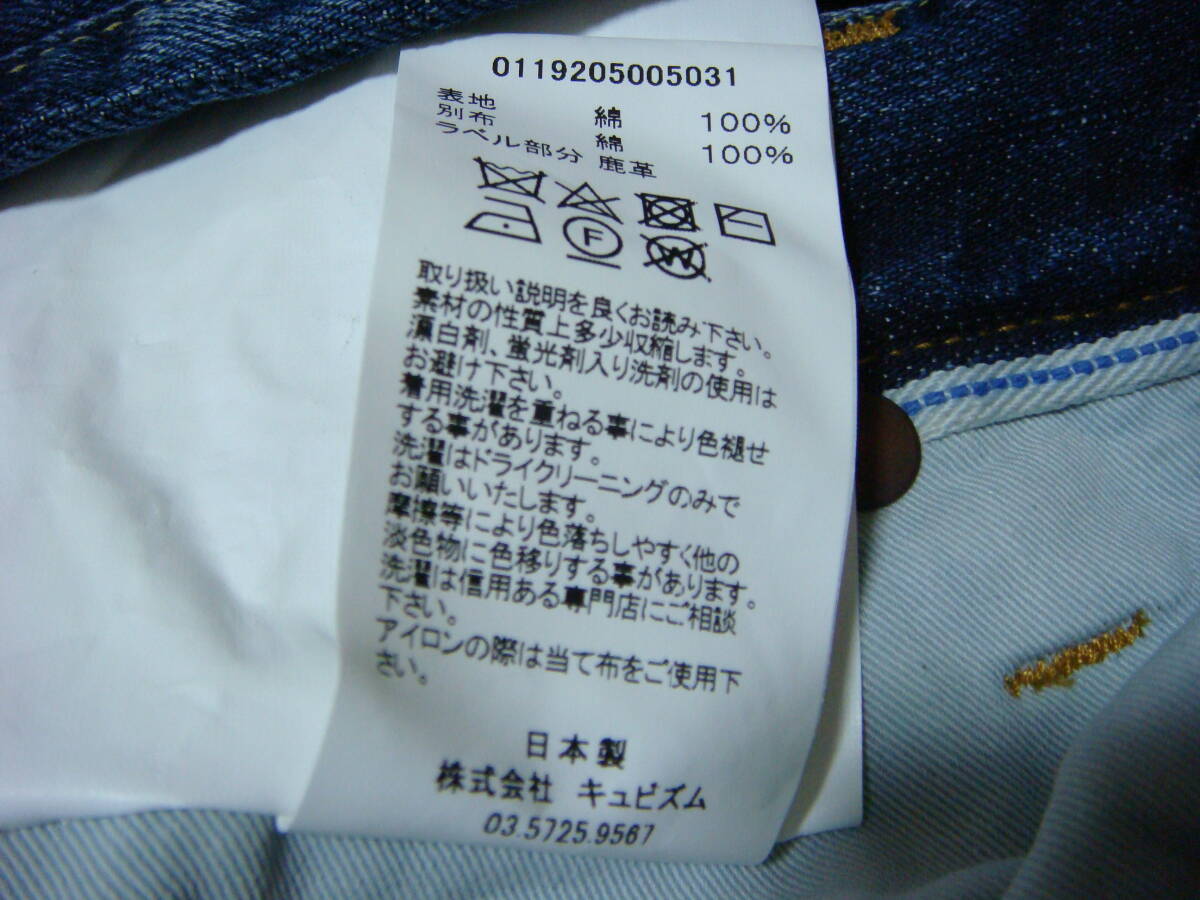 0119205005031
表地 綿 100%
別布 綿 100%
ラベル部分 鹿革
F
W
取り扱い説明を良くお読み下さい。
素材の性質上多少収縮します。
漂白剤、蛍光剤入り洗剤の使用は
お避け下さい。
着用洗濯を重ねる事により色褪せ
する事があります。
洗濯はドライクリーニングのみで
お願いいたします。
摩擦等により色落ちしやすく他の
淡色物に色移りする事があります。
洗濯は信用ある専門店にご相談
下さい。
アイロンの際は当て布をご使用下
さい。
日本製
株式会社 キュビズム
03.5725.9567